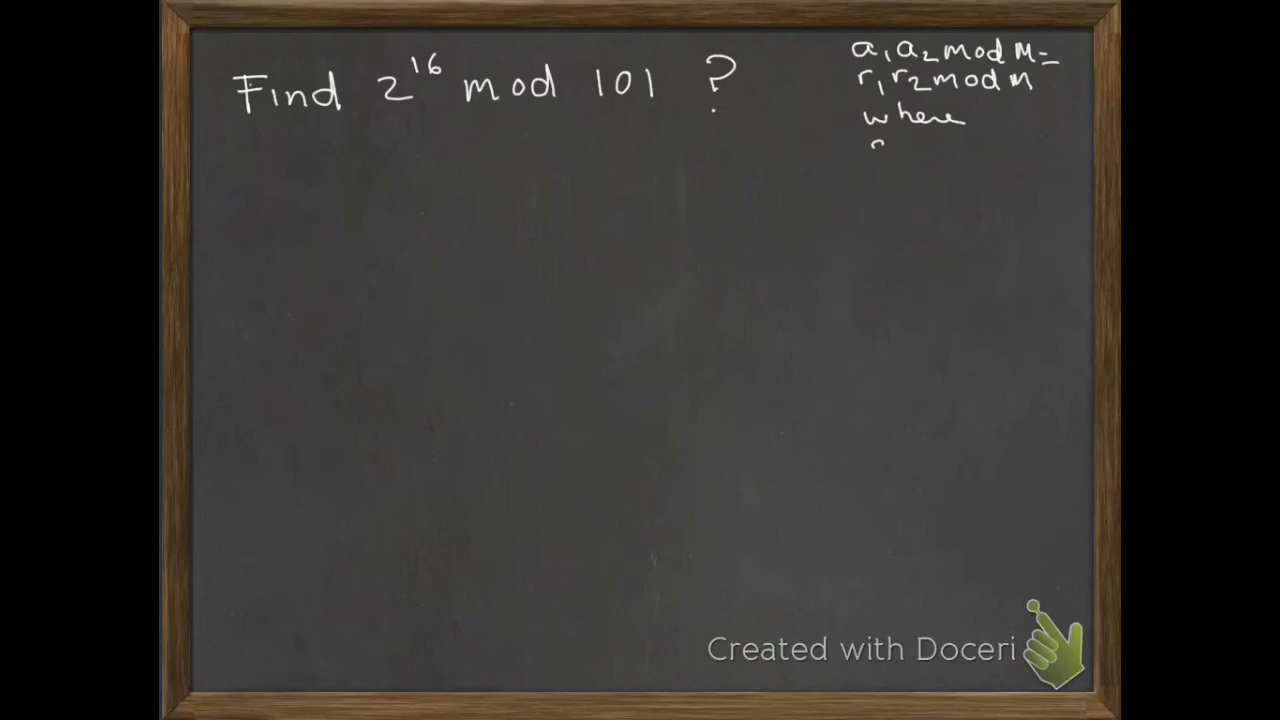 Find 2^16 mod 101 ?
a₁a₂ mod M =
r₁r₂ mod M
where
Created with Doceri